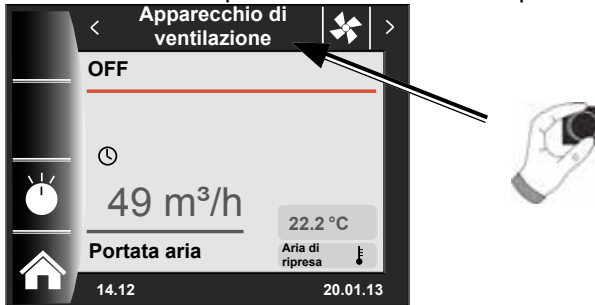 Apparecchio di
ventilazione
OFF
49 m³/h
22.2 °C
Portata aria
Aria di
ripresa
14.12
20.01.13